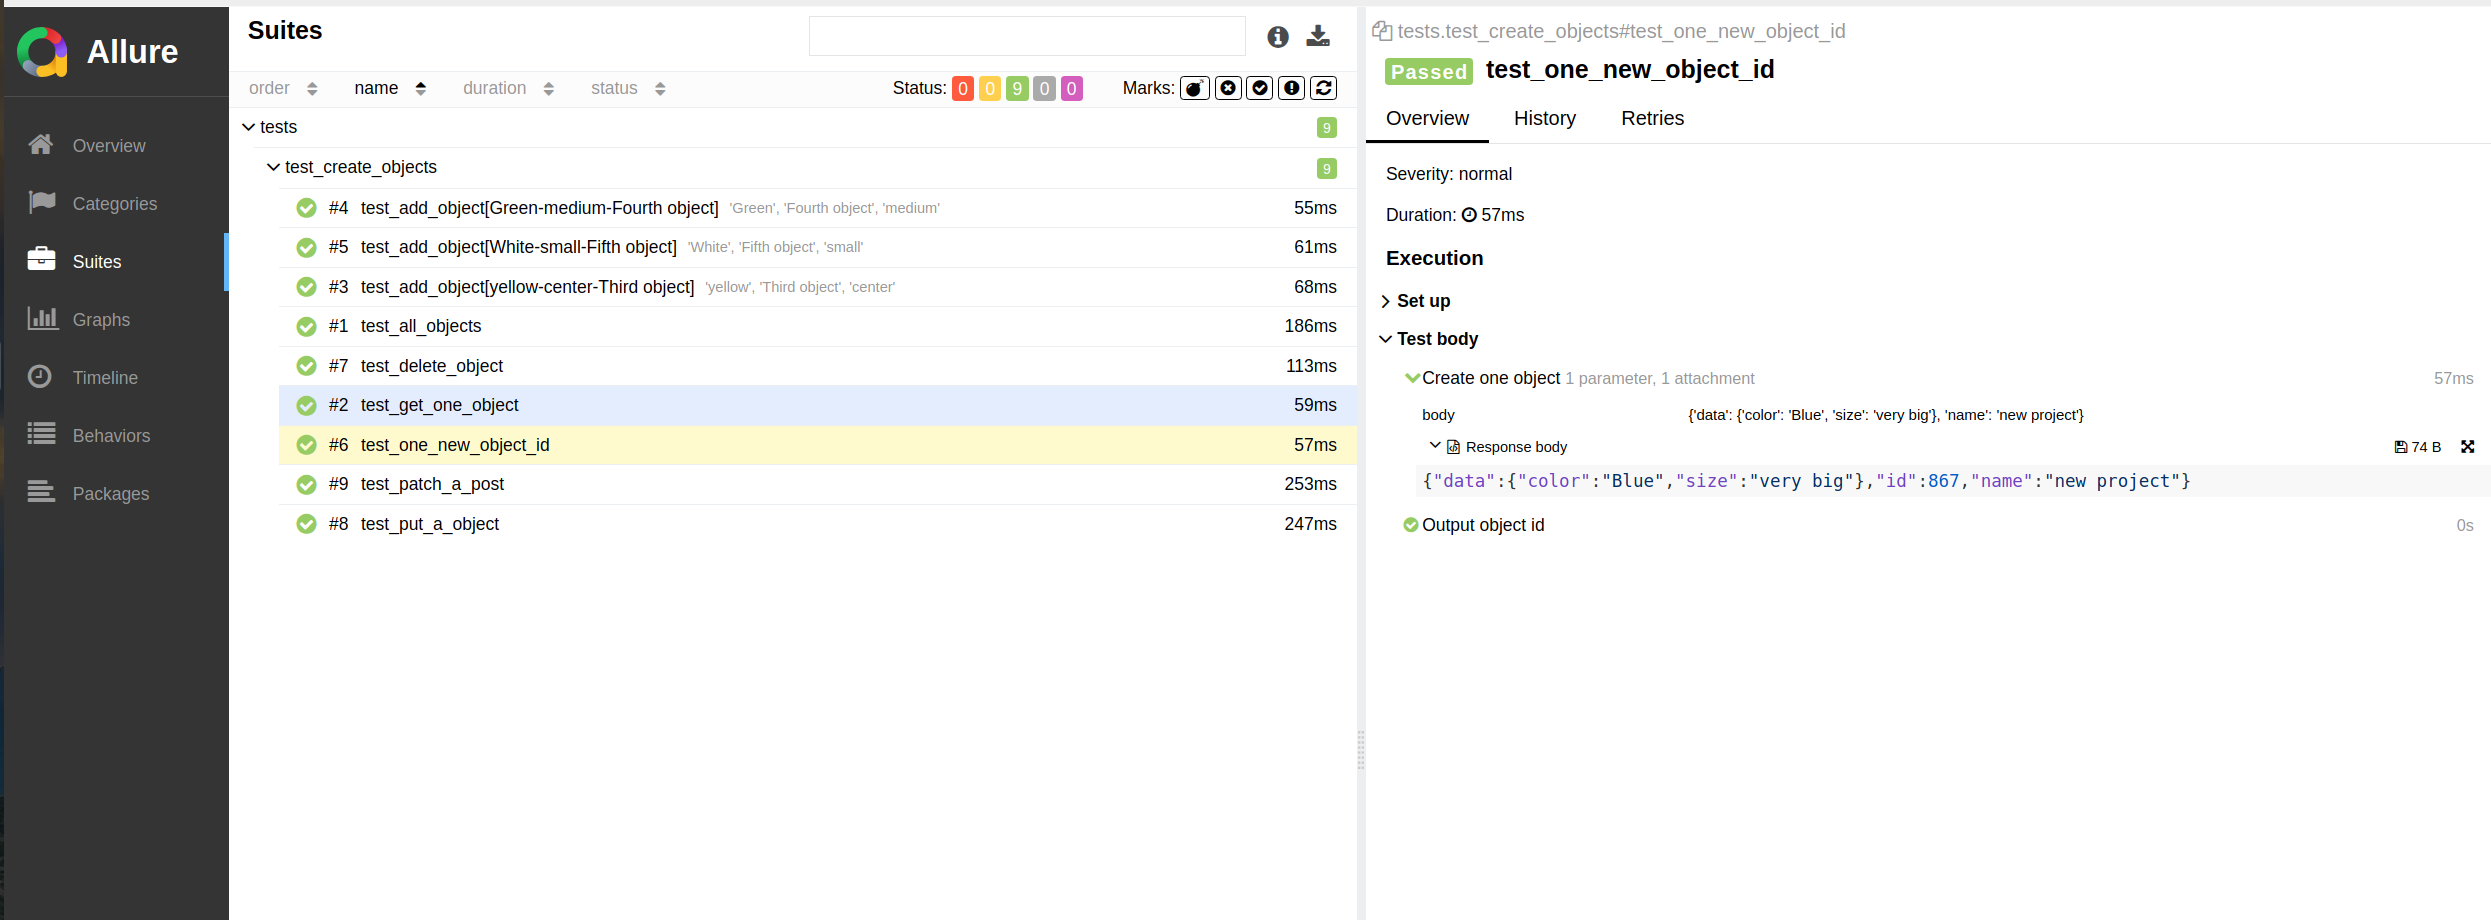 Allure
Overview
Categories
Suites
Graphs
Timeline
Behaviors
Packages
Suites
order name duration status Status: 0 0 9 0 0 Marks:
tests 9
test_create_objects 9
#4 test_add_object[Green-medium-Fourth object] 'Green', 'Fourth object', 'medium' 55ms
#5 test_add_object[White-small-Fifth object] 'White', 'Fifth object', 'small' 61ms
#3 test_add_object[yellow-center-Third object] 'yellow', 'Third object', 'center' 68ms
#1 test_all_objects 186ms
#7 test_delete_object 113ms
#2 test_get_one_object 59ms
#6 test_one_new_object_id 57ms
#9 test_patch_a_post 253ms
#8 test_put_a_object 247ms
tests.test_create_objects#test_one_new_object_id
Passed test_one_new_object_id
Overview History Retries
Severity: normal
Duration: 57ms
Execution
Set up
Test body
Create one object 1 parameter, 1 attachment 57ms
body {'data': {'color': 'Blue', 'size': 'very big'}, 'name': 'new project'}
Response body 74 B
{"data":{"color":"Blue","size":"very big"},"id":867,"name":"new project"}
Output object id 0s